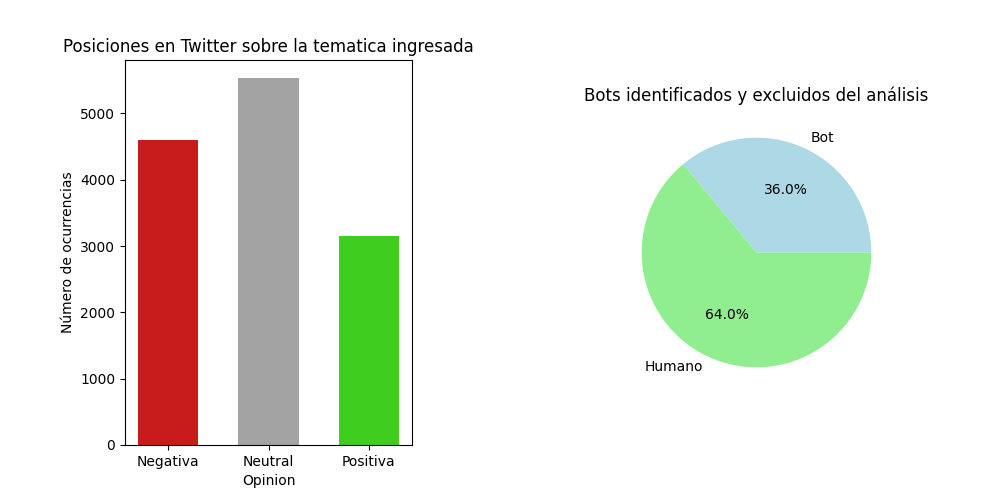 Posiciones en Twitter sobre la tematica ingresada
Número de ocurrencias
5000
4000
3000
2000
1000
0
Negativa
Neutral
Positiva
Opinion
Bots identificados y excluidos del análisis
Bot
36.0%
64.0%
Humano